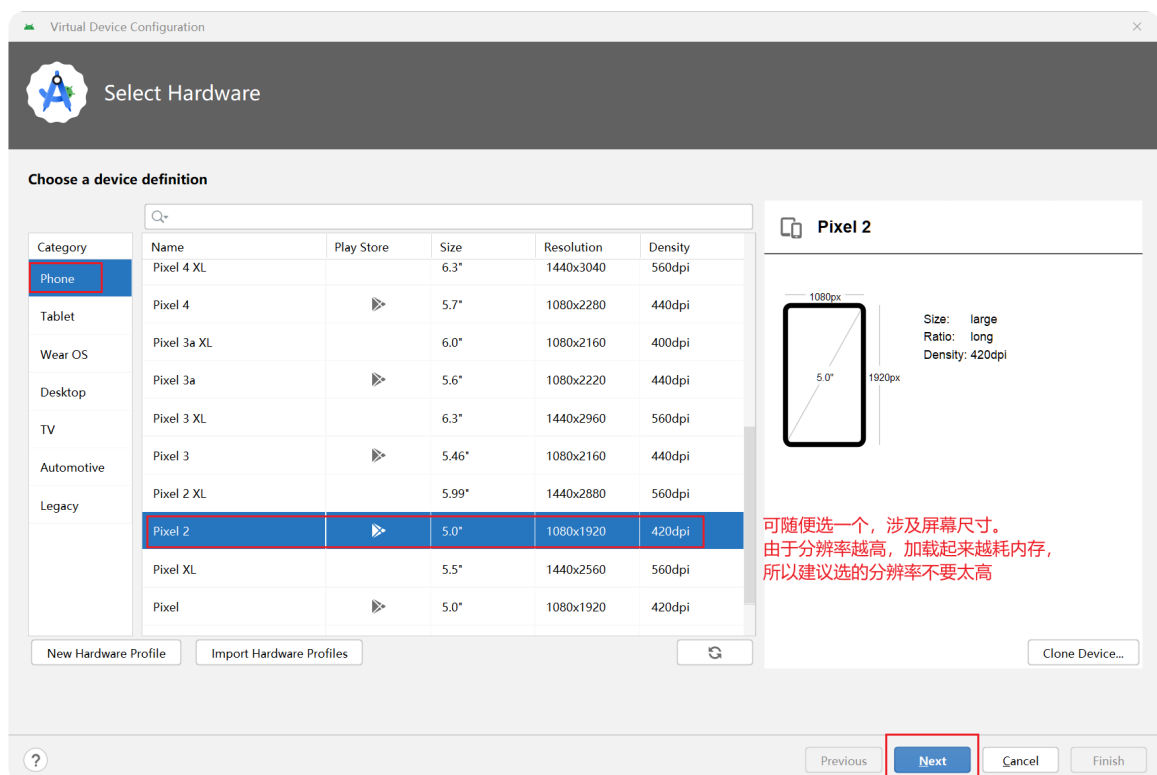 Virtual Device Configuration
Select Hardware
Choose a device definition
Category
Phone
Tablet
Wear OS
Desktop
TV
Automotive
Legacy
Name Play Store Size Resolution Density
Pixel 4 XL 6.3" 1440x3040 560dpi
Pixel 4 5.7" 1080x2280 440dpi
Pixel 3a XL 6.0" 1080x2160 400dpi
Pixel 3a 5.6" 1080x2220 440dpi
Pixel 3 XL 6.3" 1440x2960 560dpi
Pixel 3 5.46" 1080x2160 440dpi
Pixel 2 XL 5.99" 1440x2880 560dpi
Pixel 2 5.0" 1080x1920 420dpi
Pixel XL 5.5" 1440x2560 560dpi
Pixel 5.0" 1080x1920 420dpi
New Hardware Profile Import Hardware Profiles
Pixel 2
1080px
5.0"
1920px
Size: large
Ratio: long
Density: 420dpi
可随便选一个，涉及屏幕尺寸。
由于分辨率越高，加载起来越耗内存，
所以建议选的分辨率不要太高
Clone Device...
? Previous Next Cancel Finish